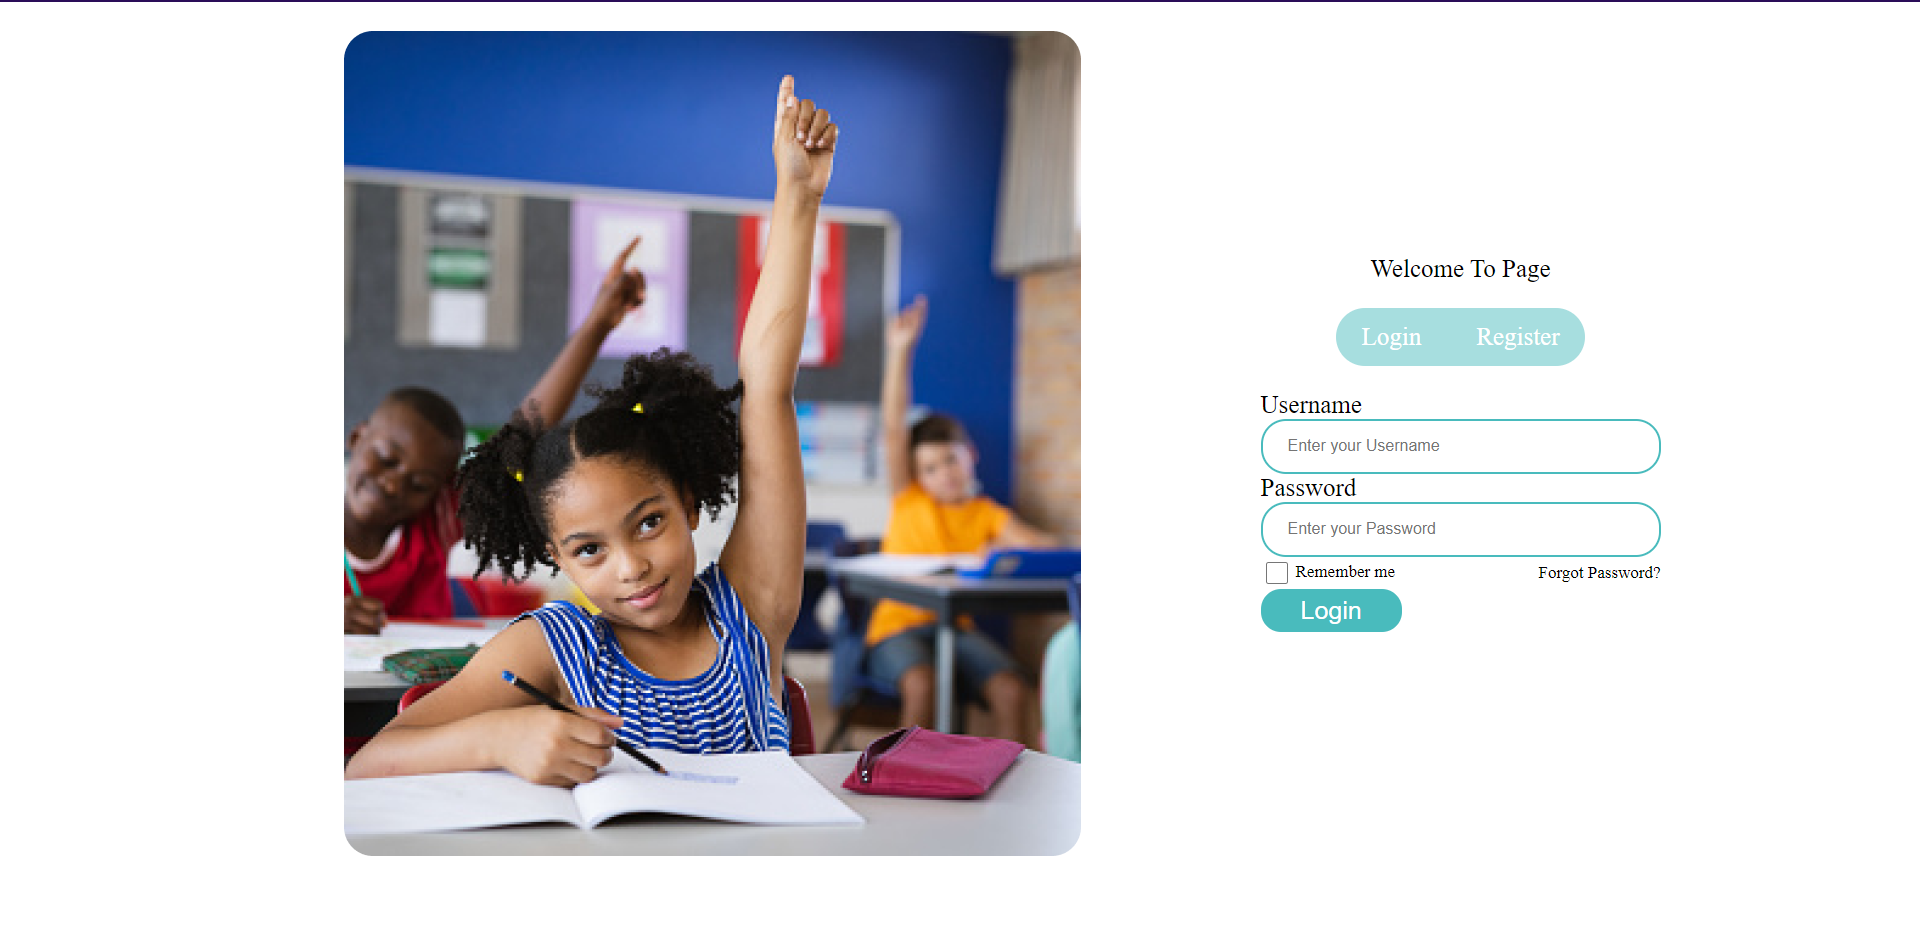 Welcome To Page
Login Register
Username
Enter your Username
Password
Enter your Password
Remember me Forgot Password?
Login